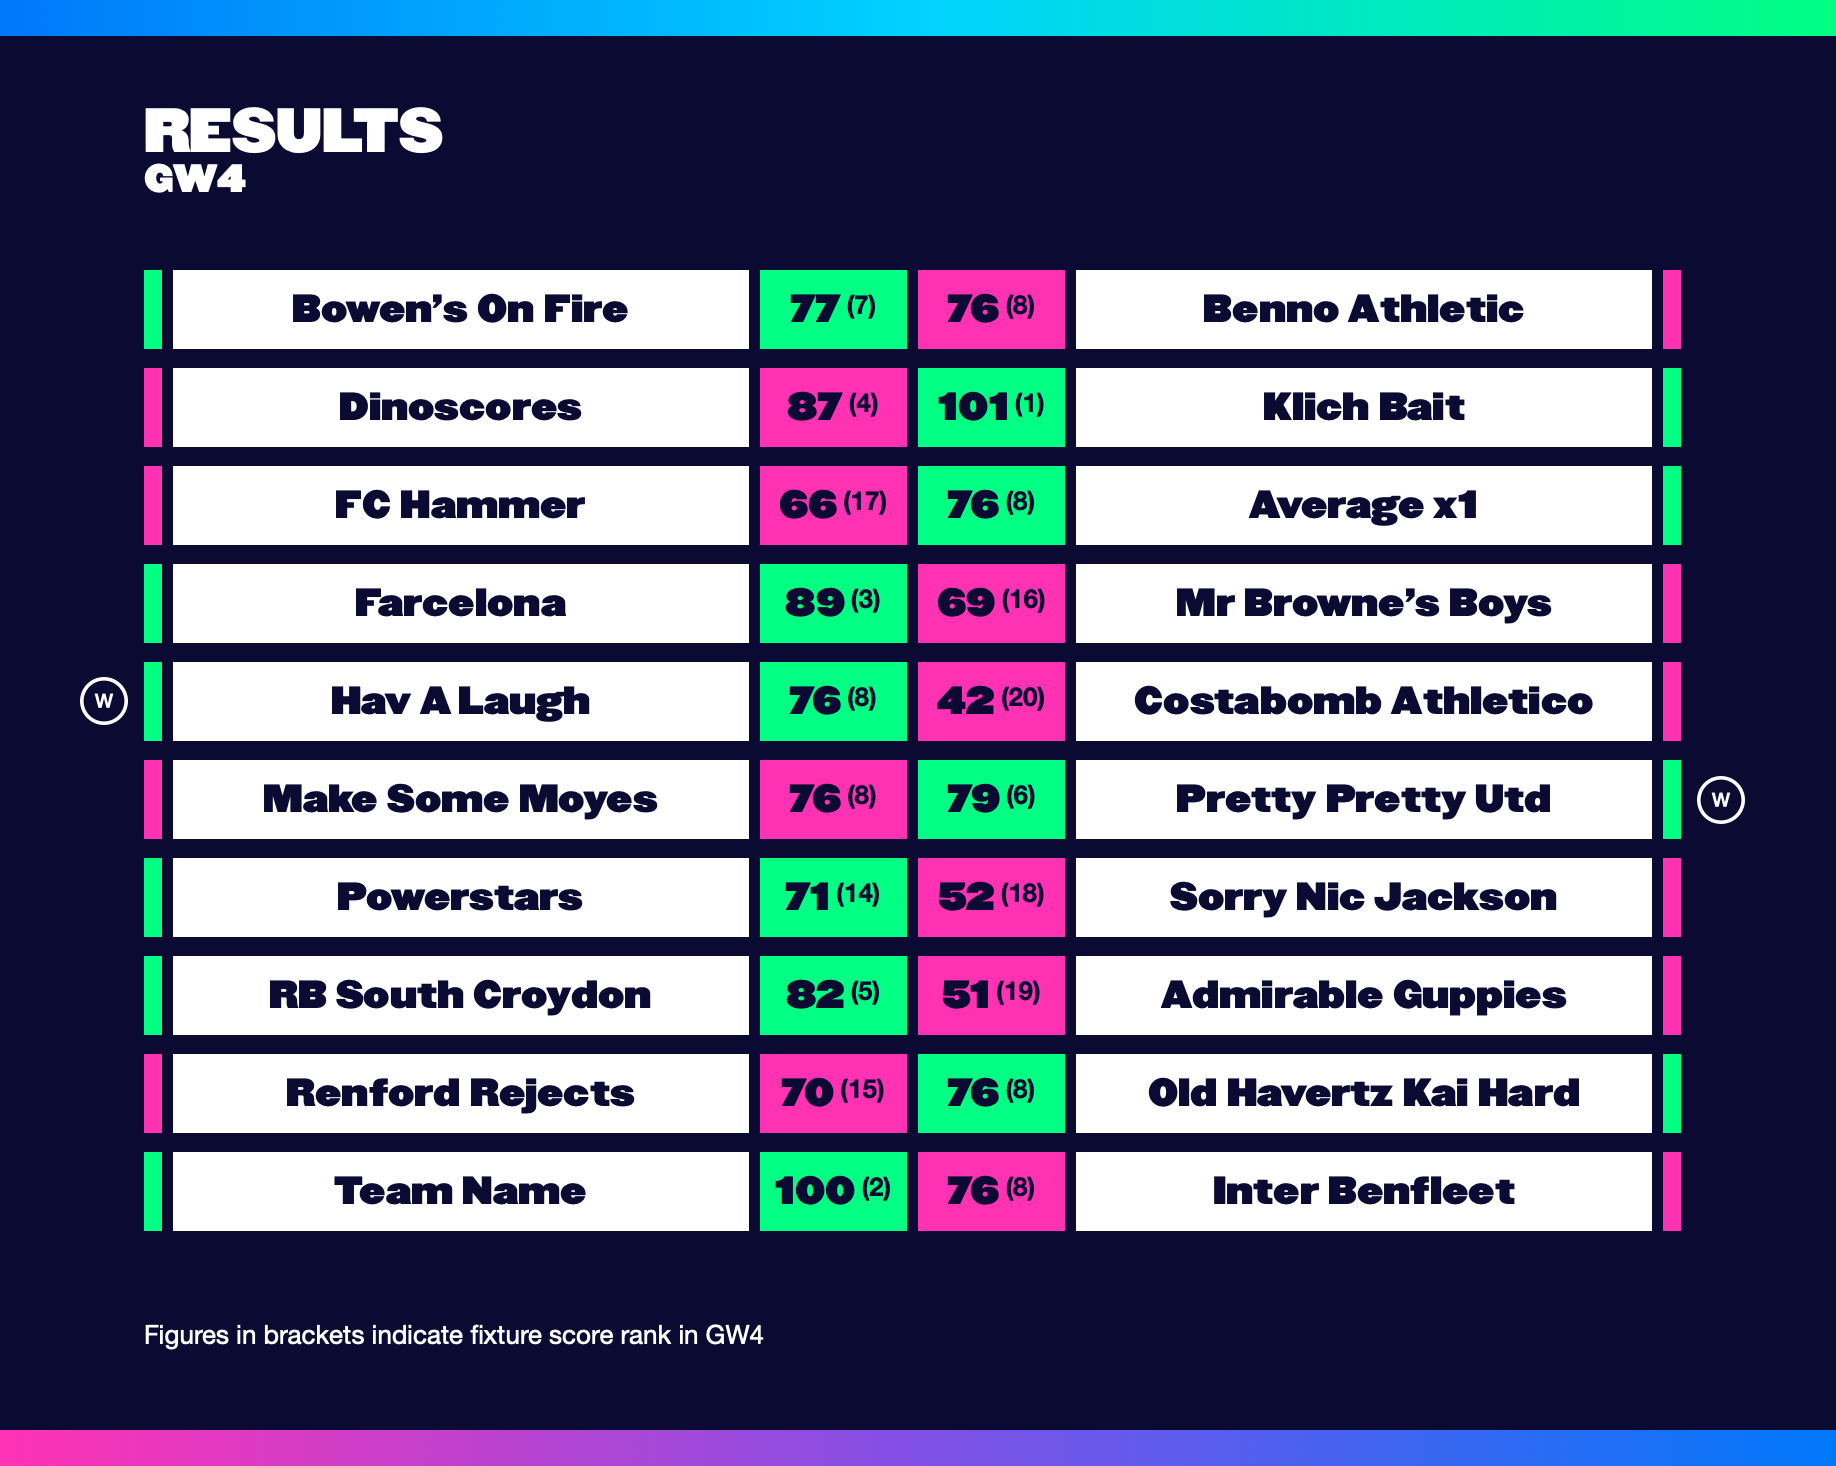 RESULTS
GW4
Bowen's On Fire 77 (7) 76 (8) Benno Athletic
Dinoscores 87 (4) 101 (1) Klich Bait
FC Hammer 66 (17) 76 (8) Average x1
Farcelona 89 (3) 69 (16) Mr Browne's Boys
W Hav A Laugh 76 (8) 42 (20) Costabomb Athletico
Make Some Moyes 76 (8) 79 (6) Pretty Pretty Utd W
Powerstars 71 (14) 52 (18) Sorry Nic Jackson
RB South Croydon 82 (5) 51 (19) Admirable Guppies
Renford Rejects 70 (15) 76 (8) Old Havertz Kai Hard
Team Name 100 (2) 76 (8) Inter Benfleet
Figures in brackets indicate fixture score rank in GW4